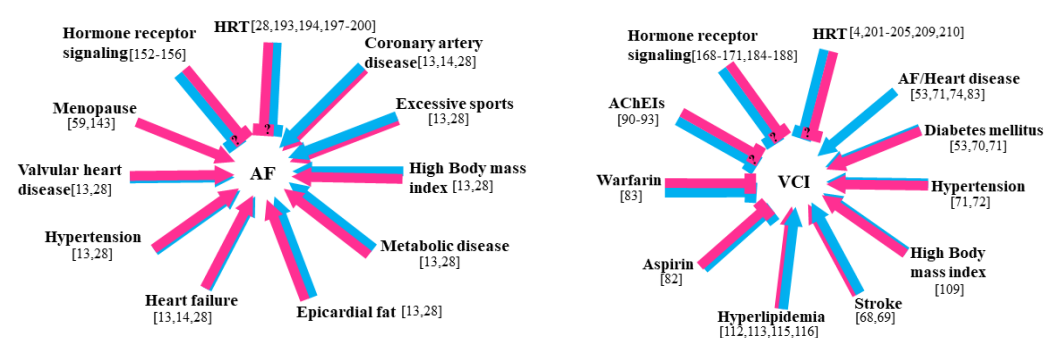 HRT[28,193,194,197-200]
Hormone receptor
signaling[152-156]
Coronary artery
disease[13,14,28]
Menopause
[59,143]
Excessive sports
[13,28]
?
?
AF
Valvular heart
disease[13,28]
High Body mass
index [13,28]
Hypertension
[13,28]
Metabolic disease
[13,28]
Heart failure
[13,14,28]
Epicardial fat [13,28]
Hormone receptor
signaling[168-171,184-188]
HRT[4,201-205,209,210]
AF/Heart disease
[53,71,74,83]
AChEIs
[90-93]
Diabetes mellitus
[53,70,71]
?
?
?
VCI
Warfarin
[83]
Hypertension
[71,72]
Aspirin
[82]
High Body
mass index
[109]
Hyperlipidemia
[112,113,115,116]
Stroke
[68,69]